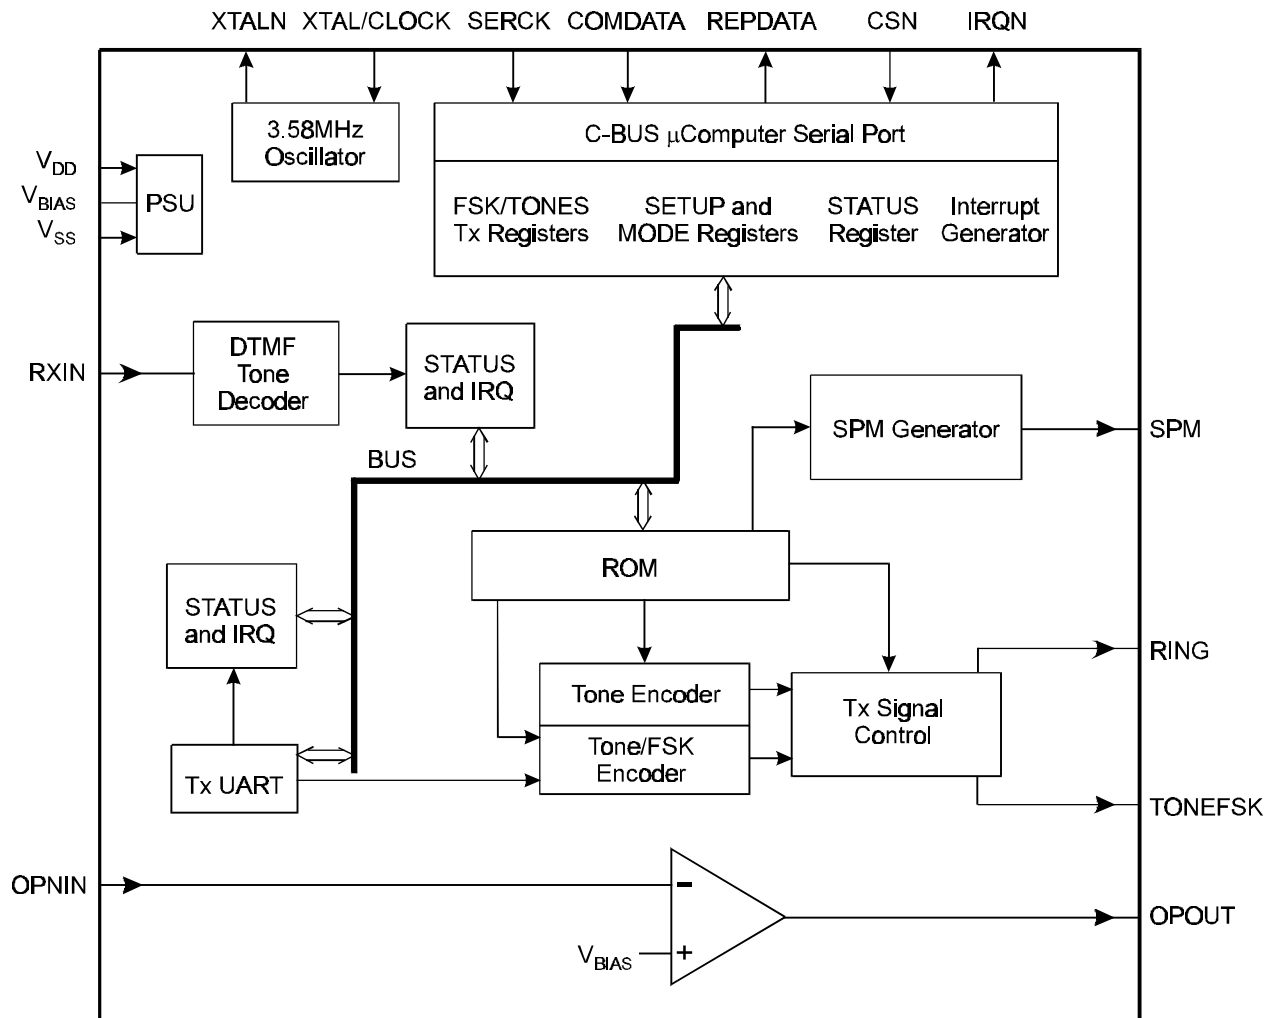 XTALN XTAL/CLOCK SERCK COMDATA REPDATA CSN IRQN
3.58MHz
Oscillator
C-BUS µComputer Serial Port
FSK/TONES
Tx Registers
SETUP and
MODE Registers
STATUS
Register
Interrupt
Generator
VDD
VBIAS
VSS
PSU
RXIN
DTMF
Tone
Decoder
STATUS
and IRQ
SPM Generator
SPM
BUS
ROM
STATUS
and IRQ
Tx UART
Tone Encoder
Tone/FSK
Encoder
Tx Signal
Control
RING
TONEFSK
OPNIN
-
+
VBIAS
OPOUT